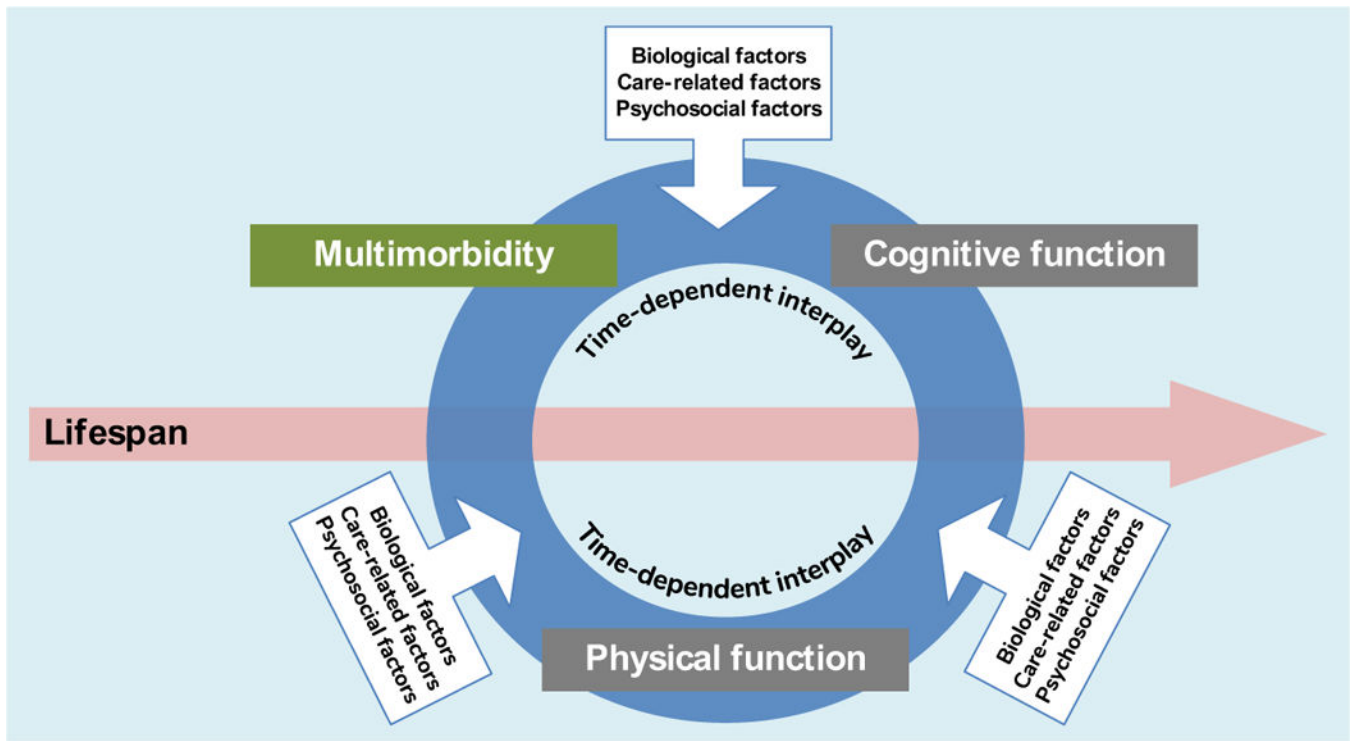 Biological factors
Care-related factors
Psychosocial factors
Multimorbidity
Cognitive function
Time-dependent interplay
Lifespan
Time-dependent interplay
Biological factors
Care-related factors
Psychosocial factors
Biological factors
Care-related factors
Psychosocial factors
Physical function